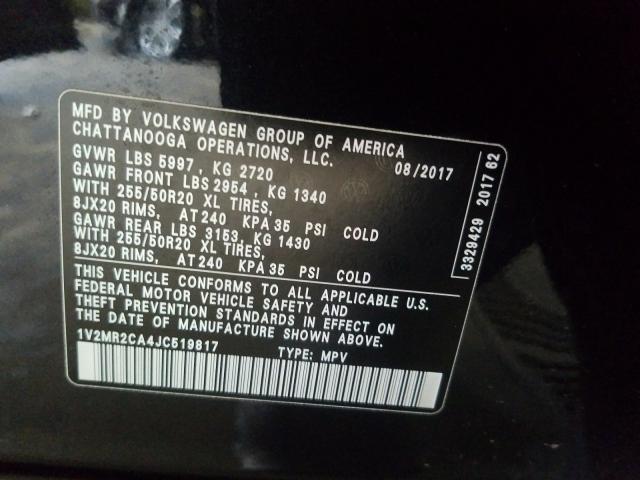 MFD BY VOLKSWAGEN GROUP OF AMERICA
CHATTANOOGA OPERATIONS, LLC.
08/2017
GVWR LBS 5997 , KG 2720
GAWR FRONT LBS 2954 , KG 1340
WITH 255/50R20 XL TIRES,
8JX20 RIMS, AT 240 KPA 35 PSI COLD
GAWR REAR LBS 3153, KG 1430
WITH 255/50R20 XL TIRES,
8JX20 RIMS, AT 240 KPA 35 PSI COLD
THIS VEHICLE CONFORMS TO ALL APPLICABLE U.S.
FEDERAL MOTOR VEHICLE SAFETY AND
THEFT PREVENTION STANDARDS IN EFFECT ON
THE DATE OF MANUFACTURE SHOWN ABOVE.
1V2MR2CA4JC519817 TYPE: MPV
3329429 2017 62